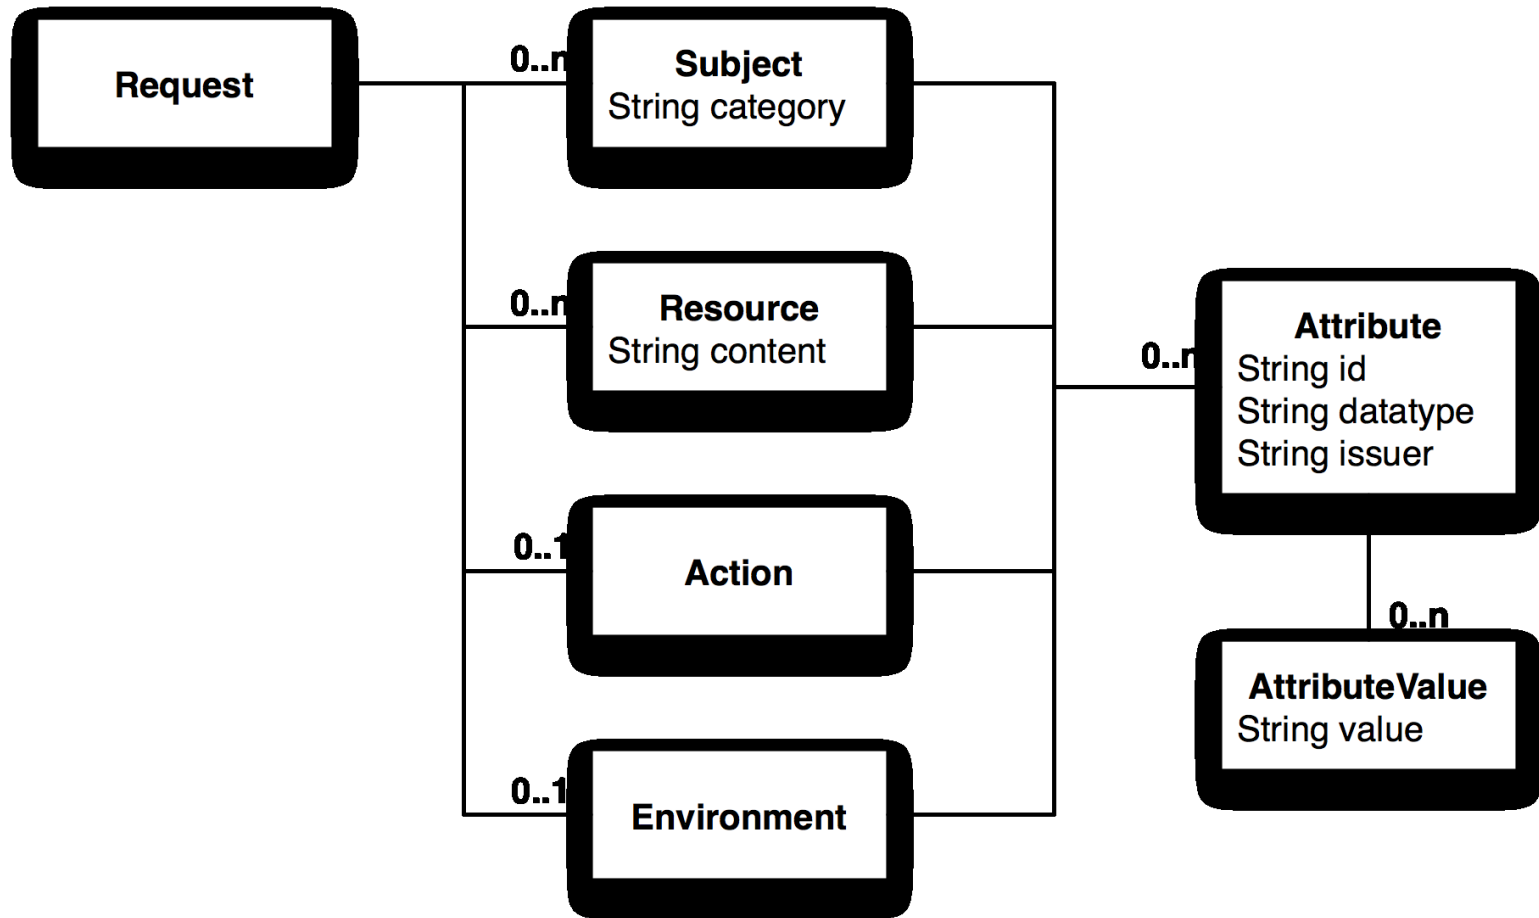 Request
0..n
Subject
String category
0..n
Resource
String content
0..n
Attribute
String id
String datatype
String issuer
0..1
Action
0..n
AttributeValue
String value
0..1
Environment